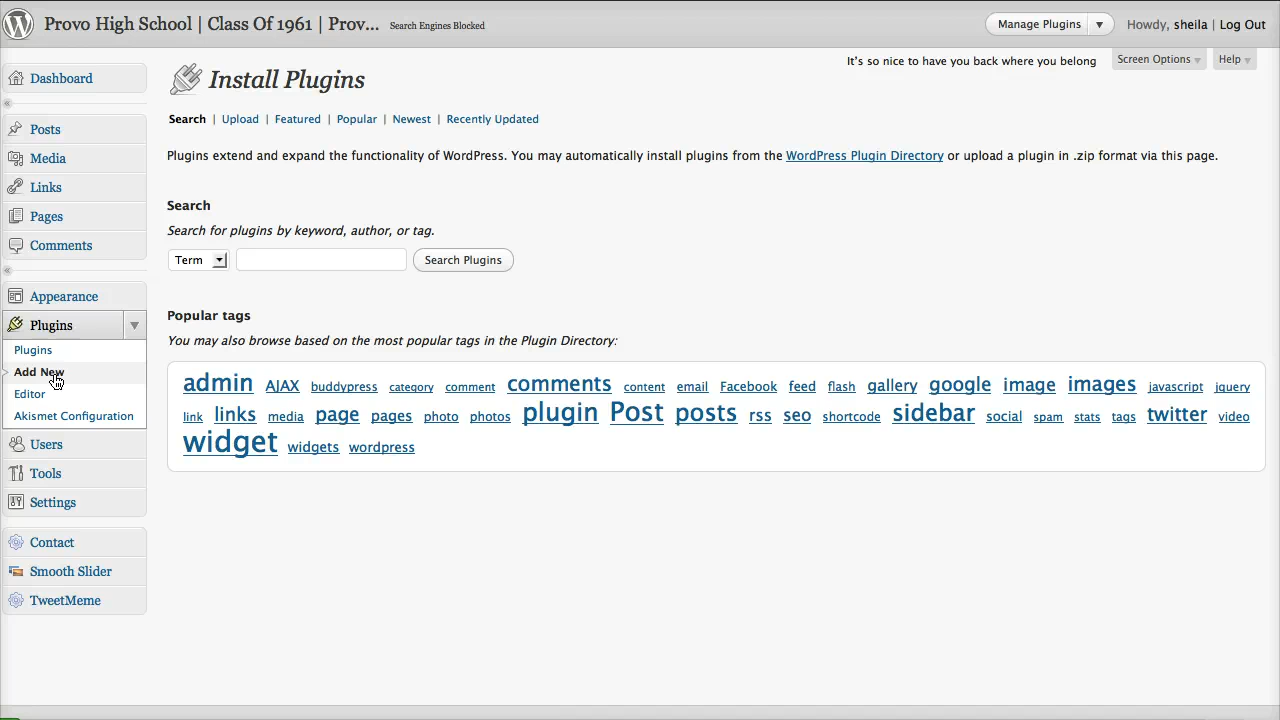 Provo High School | Class Of 1961 | Prov... Search Engines Blocked
Manage Plugins Howdy, sheila | Log Out
It's so nice to have you back where you belong
Screen Options Help
Dashboard
Posts
Media
Links
Pages
Comments
Appearance
Plugins
Plugins
Add New
Editor
Akismet Configuration
Users
Tools
Settings
Contact
Smooth Slider
TweetMeme
Install Plugins
Search | Upload | Featured | Popular | Newest | Recently Updated
Plugins extend and expand the functionality of WordPress. You may automatically install plugins from the WordPress Plugin Directory or upload a plugin in .zip format via this page.
Search
Search for plugins by keyword, author, or tag.
Term Search Plugins
Popular tags
You may also browse based on the most popular tags in the Plugin Directory:
admin AJAX buddypress category comment comments content email Facebook feed flash gallery google image images javascript jquery
link links media page pages photo photos plugin Post posts rss seo shortcode sidebar social spam stats tags twitter video
widget widgets wordpress